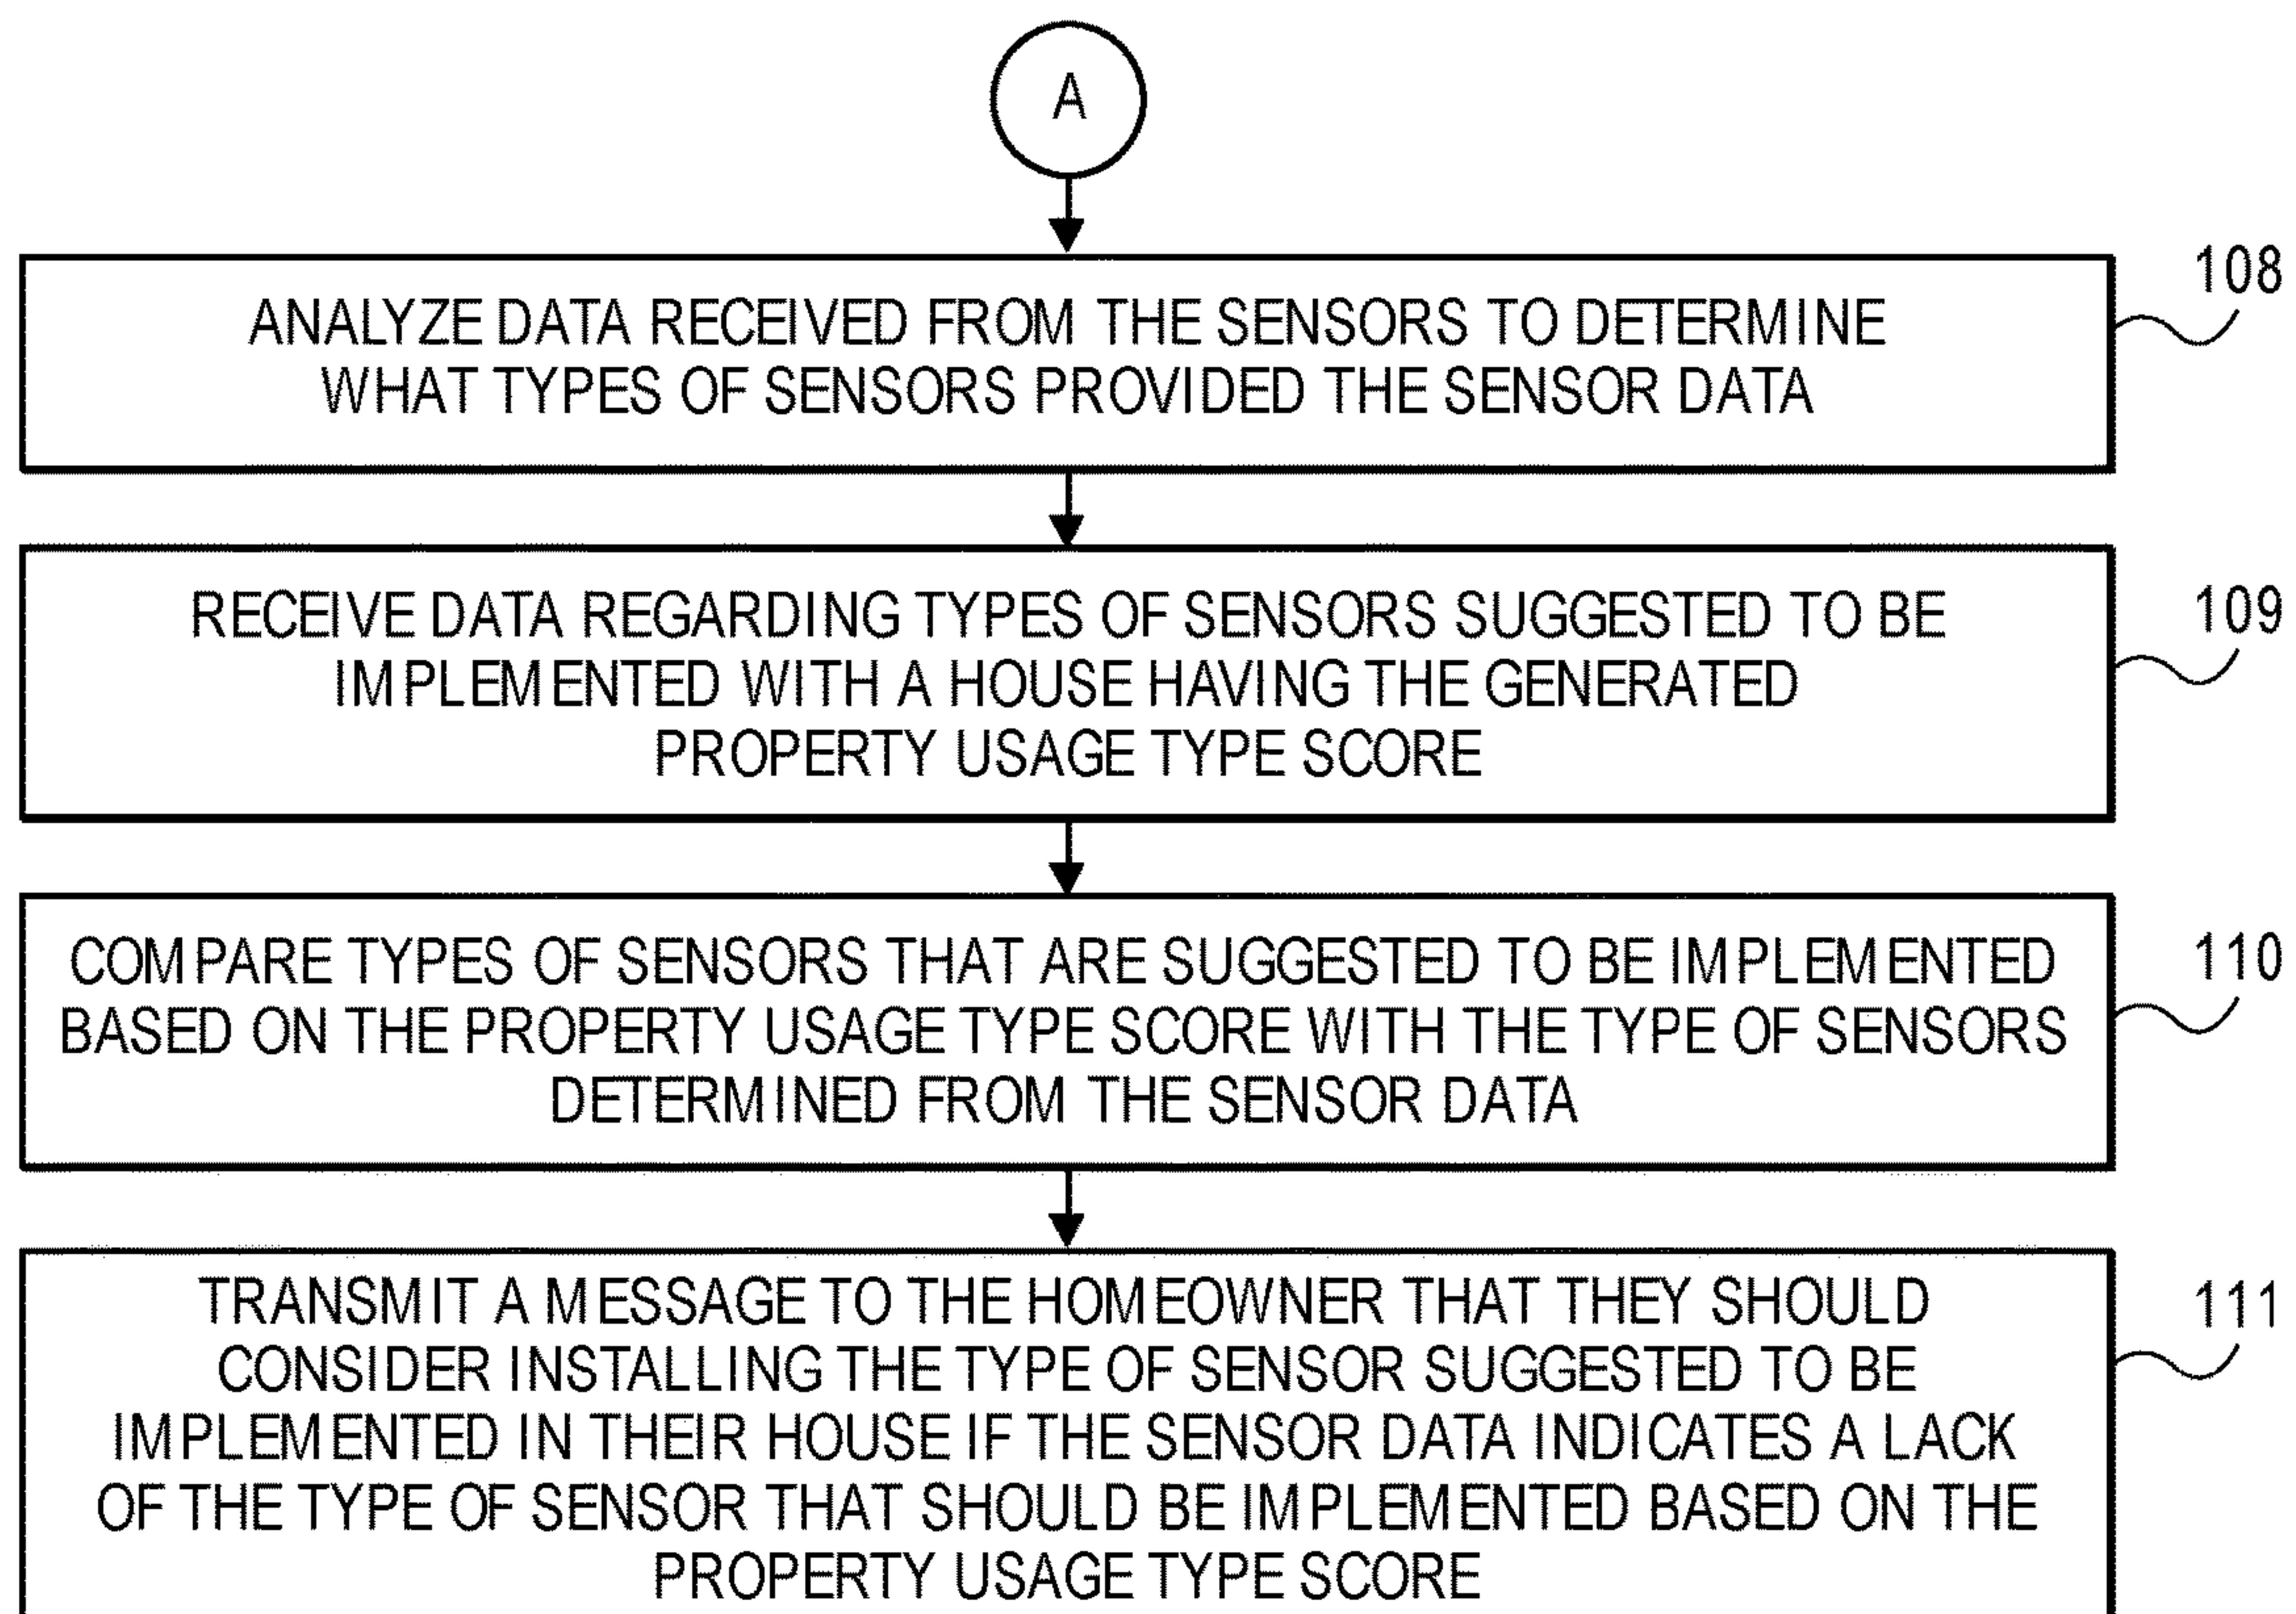 A
108
ANALYZE DATA RECEIVED FROM THE SENSORS TO DETERMINE
WHAT TYPES OF SENSORS PROVIDED THE SENSOR DATA
109
RECEIVE DATA REGARDING TYPES OF SENSORS SUGGESTED TO BE
IMPLEMENTED WITH A HOUSE HAVING THE GENERATED
PROPERTY USAGE TYPE SCORE
110
COMPARE TYPES OF SENSORS THAT ARE SUGGESTED TO BE IMPLEMENTED
BASED ON THE PROPERTY USAGE TYPE SCORE WITH THE TYPE OF SENSORS
DETERMINED FROM THE SENSOR DATA
111
TRANSMIT A MESSAGE TO THE HOMEOWNER THAT THEY SHOULD
CONSIDER INSTALLING THE TYPE OF SENSOR SUGGESTED TO BE
IMPLEMENTED IN THEIR HOUSE IF THE SENSOR DATA INDICATES A LACK
OF THE TYPE OF SENSOR THAT SHOULD BE IMPLEMENTED BASED ON THE
PROPERTY USAGE TYPE SCORE